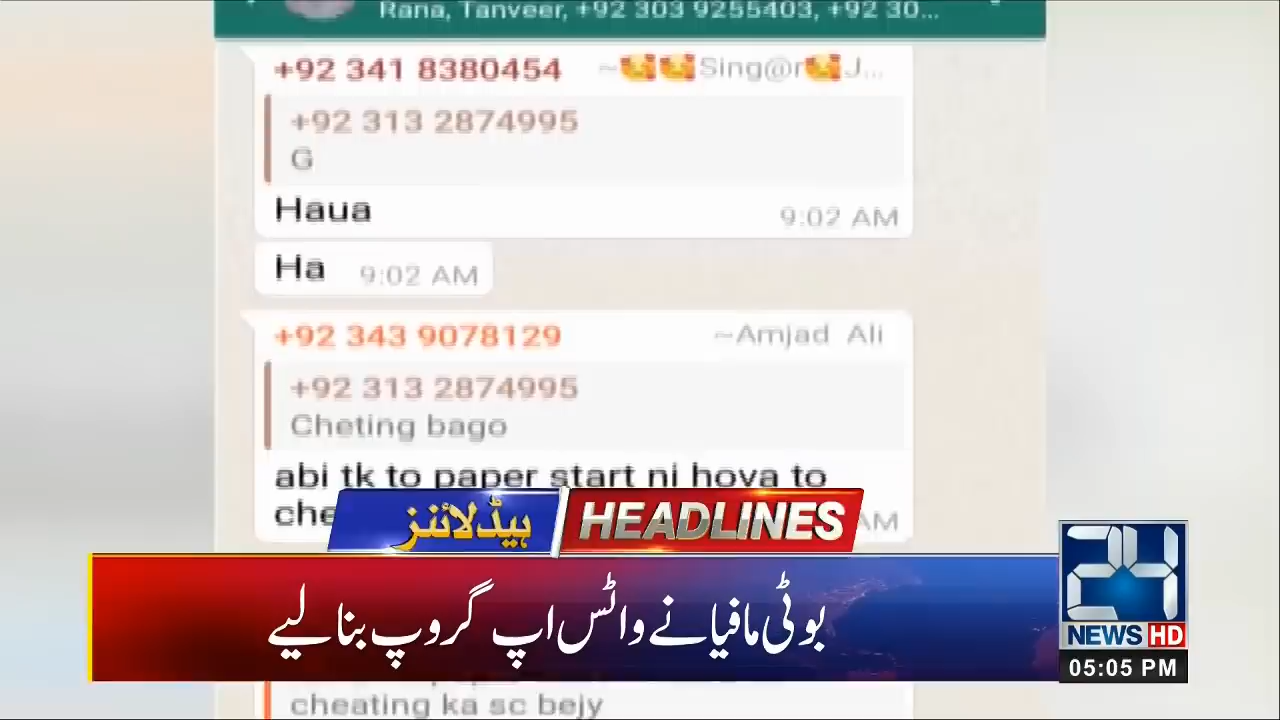 Rana, Tanveer, +92 303 9255403, +92 30...
+92 341 8380454 ~🥰🥰Sing@r🥰J...
+92 313 2874995
G
Haua 9:02 AM
Ha 9:02 AM
+92 343 9078129 ~Amjad Ali
+92 313 2874995
Cheting bago
abi tk to paper start ni hova to
AM
ہیڈلائنز HEADLINES
بوٹی مافیا نے واٹس اپ گروپ بنا لیے
24
NEWS HD
05:05 PM
cheating ka sc bejy